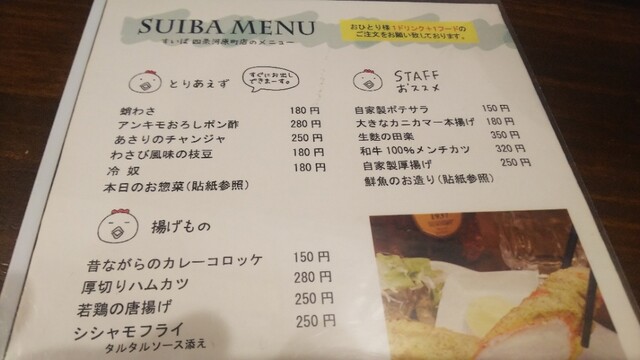 SUIBA MENU
すいば 四条河原町店のメニュー
おひとり様1ドリンク+1フードの
ご注文をお願い致しております。
とりあえず
すぐにお出し
できまーす。
蛸わさ 180円
アンキモおろしポン酢 280円
あさりのチャンジャ 250円
わさび風味の枝豆 180円
冷奴 180円
本日のお惣菜(貼紙参照)
STAFF
おススメ
自家製ポテサラ 150円
大きなカニカマー本揚げ 180円
生麩の田楽 350円
和牛100%メンチカツ 320円
自家製厚揚げ 250円
鮮魚のお造り(貼紙参照)
揚げもの
昔ながらのカレーコロッケ 150円
厚切りハムカツ 280円
若鶏の唐揚げ 250円
シシャモフライ 250円
タルタルソース添え